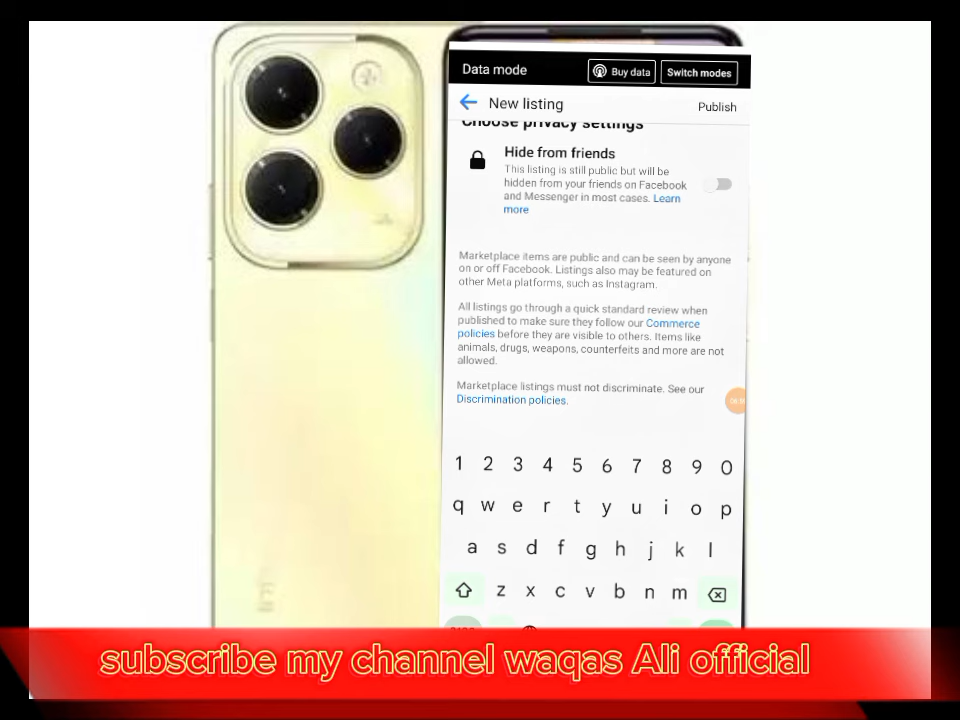 Data mode
Buy data
Switch modes
New listing
Publish
Choose privacy settings
Hide from friends
This listing is still public but will be
hidden from your friends on Facebook
and Messenger in most cases. Learn
more
Marketplace items are public and can be seen by anyone
on or off Facebook. Listings also may be featured on
other Meta platforms, such as Instagram.
All listings go through a quick standard review when
published to make sure they follow our Commerce
policies before they are visible to others. Items like
animals, drugs, weapons, counterfeits and more are not
allowed.
Marketplace listings must not discriminate. See our
Discrimination policies.
1 2 3 4 5 6 7 8 9 0
q w e r t y u i o p
a s d f g h j k l
z x c v b n m
subscribe my channel waqas Ali official